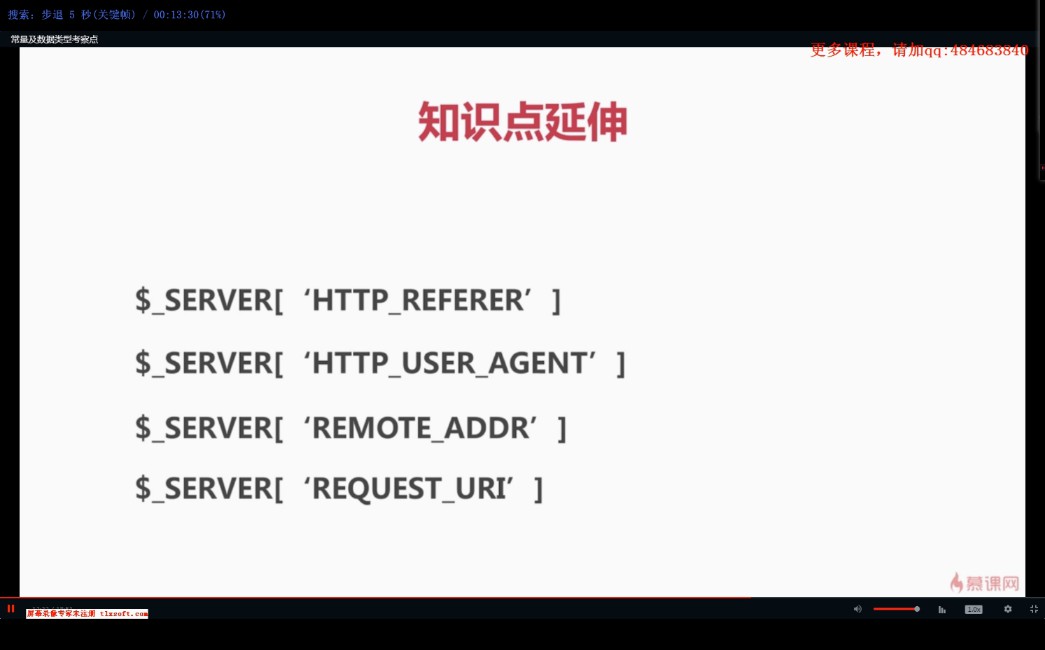 搜索: 步退 5 秒(关键帧) / 00:13:30(71%)
常量及数据类型考察点
更多课程，请加qq:484683840
知识点延伸
$_SERVER[ ‘HTTP_REFERER’ ]
$_SERVER[ ‘HTTP_USER_AGENT’ ]
$_SERVER[ ‘REMOTE_ADDR’ ]
$_SERVER[ ‘REQUEST_URI’ ]
慕课网
屏幕录像专家未注册 tlxsoft.com
1.0x